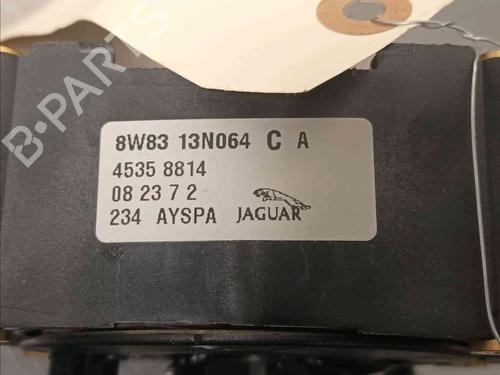 B-PARTS
8W83 13N064 C A
4535 8814
08 23 7 2
234 AYSPA JAGUAR